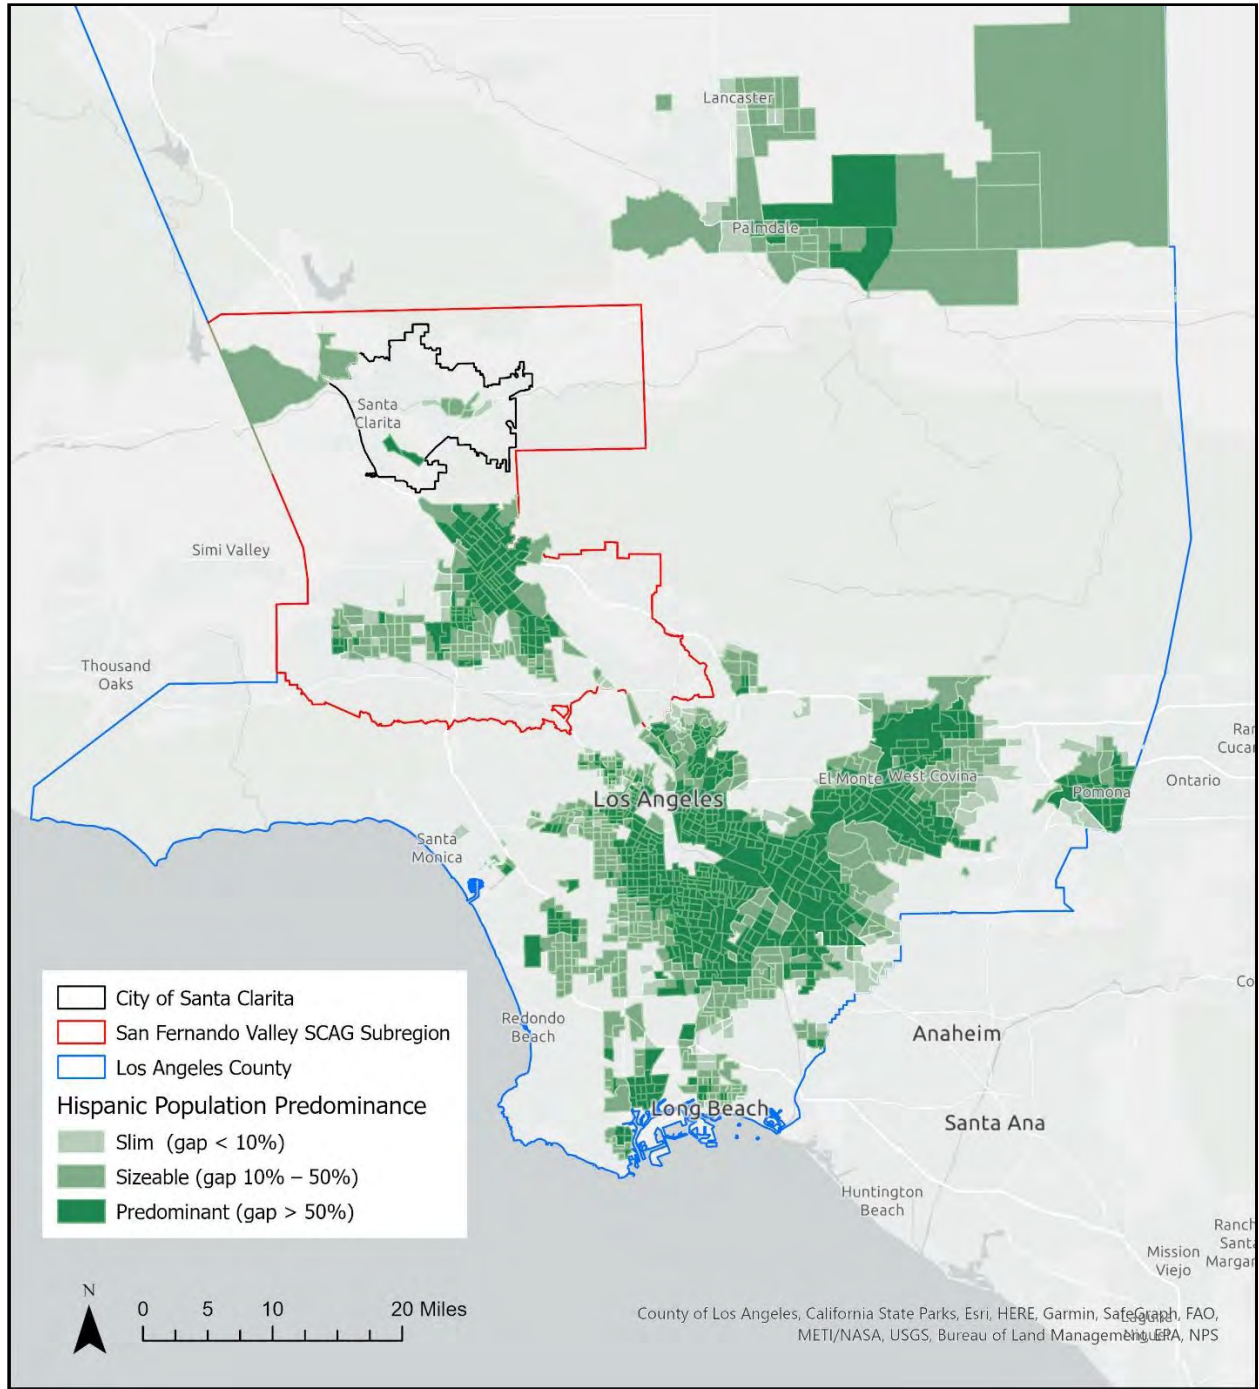 Lancaster
Palmdale
Santa
Clarita
Simi Valley
Thousand
Oaks
Ontario
El Monte
West Covina
Pomona
Los Angeles
Santa
Monica
Redondo
Beach
Anaheim
Long Beach
Santa Ana
Huntington
Beach
Mission
Viejo
City of Santa Clarita
San Fernando Valley SCAG Subregion
Los Angeles County
Hispanic Population Predominance
Slim (gap < 10%)
Sizeable (gap 10% – 50%)
Predominant (gap > 50%)
N
0 5 10 20 Miles
County of Los Angeles, California State Parks, Esri, HERE, Garmin, SafeGraph, FAO,
METI/NASA, USGS, Bureau of Land Management, EPA, NPS